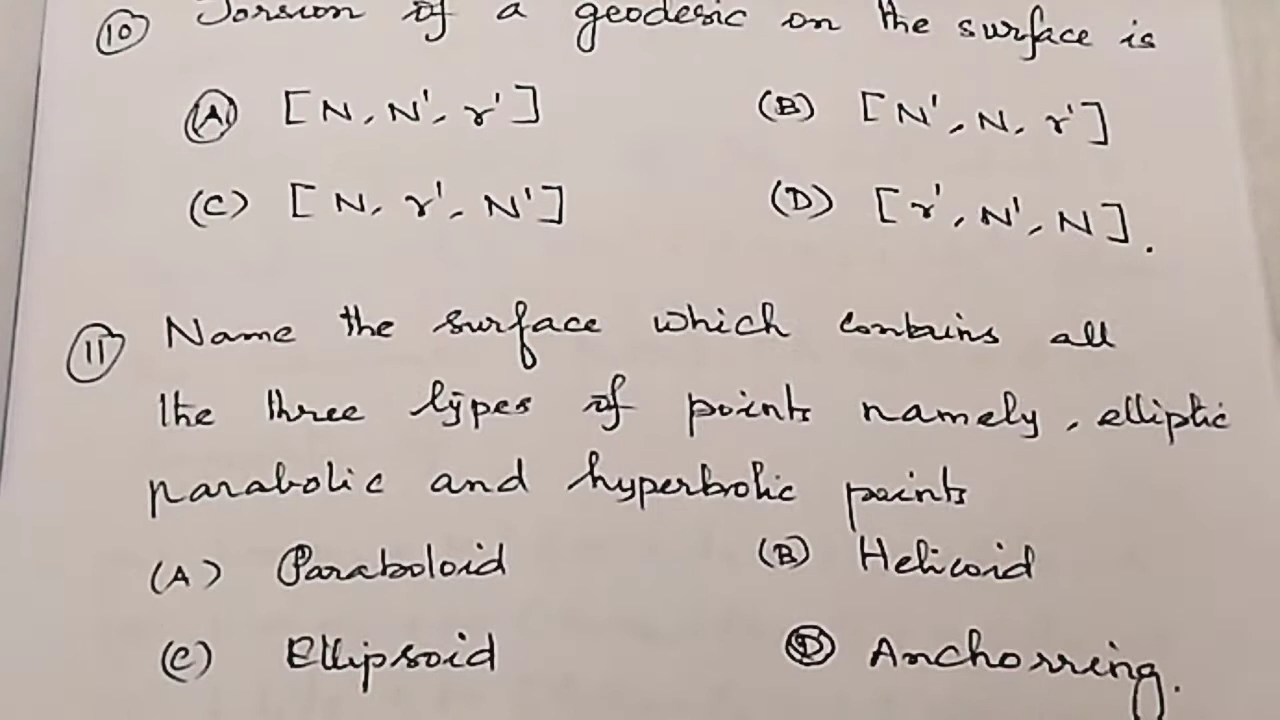 (10) Torsion of a geodesic on the surface is
(A) [N, N', r'] (B) [N', N, r']
(C) [N, r', N'] (D) [r', N', N].
(11) Name the surface which contains all
the three types of points namely, elliptic
parabolic and hyperbolic points
(A) Paraboloid (B) Helicoid
(C) Ellipsoid (D) Anchorring.